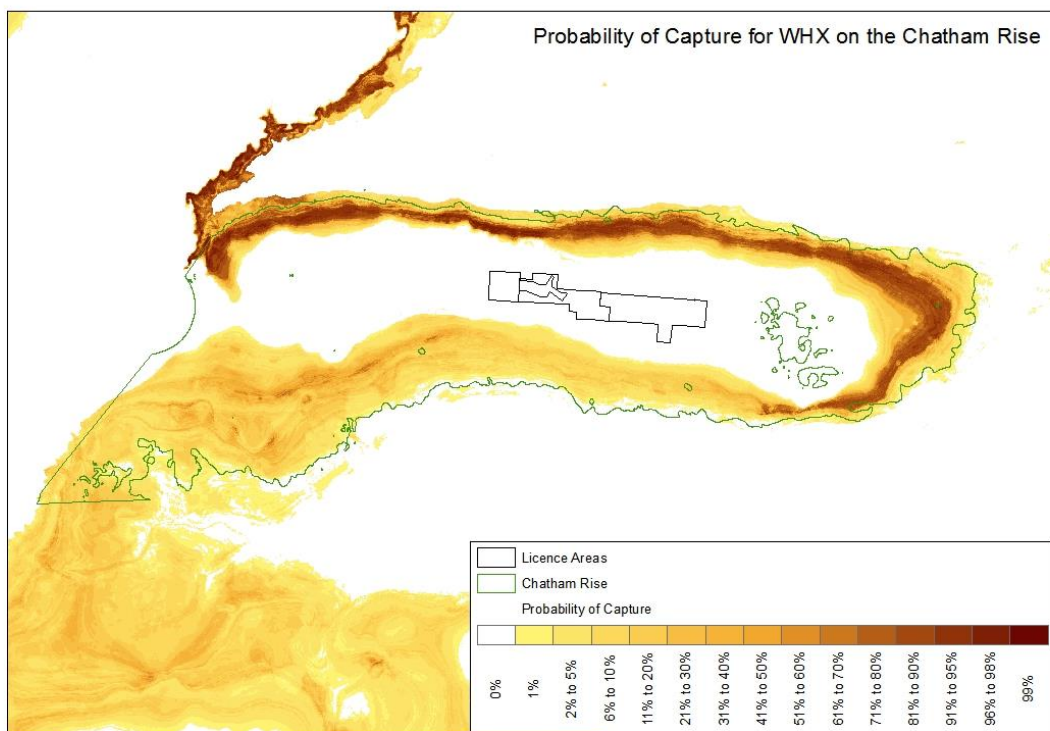 Probability of Capture for WHX on the Chatham Rise
Licence Areas
Chatham Rise
Probability of Capture
0%
1%
2% to 5%
6% to 10%
11% to 20%
21% to 30%
31% to 40%
41% to 50%
51% to 60%
61% to 70%
71% to 80%
81% to 90%
91% to 95%
96% to 98%
99%